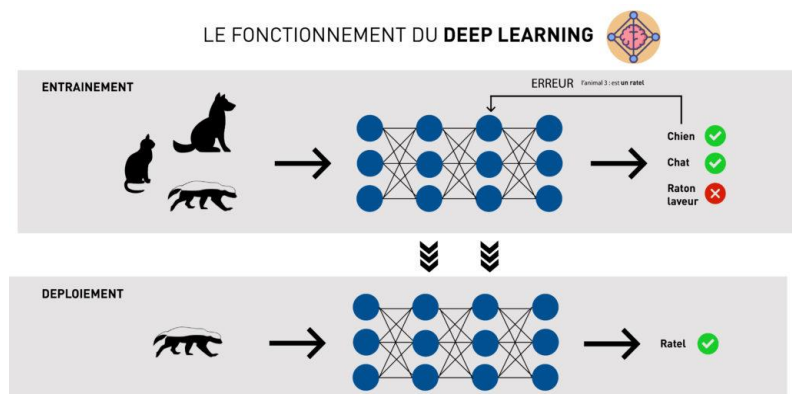 LE FONCTIONNEMENT DU DEEP LEARNING
ENTRAINEMENT
ERREUR l'animal 3 : est un ratel
Chien
Chat
Raton
laveur
DEPLOIEMENT
Ratel